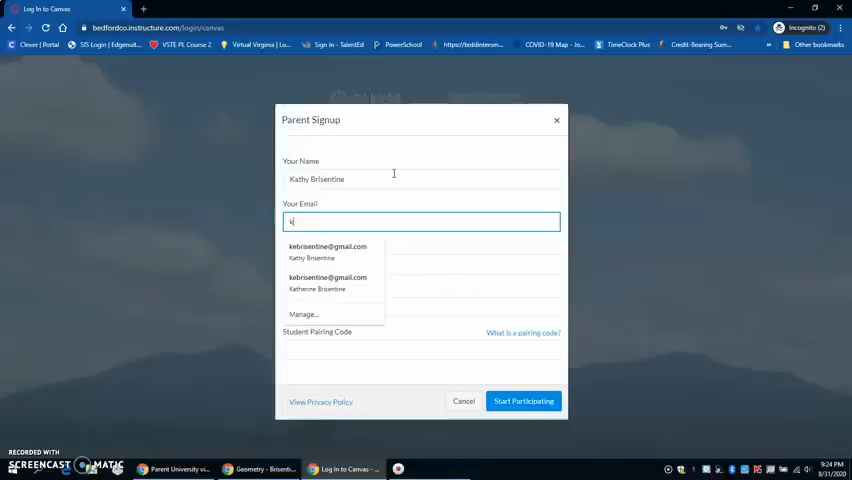 Log In to Canvas
Incognito (2)
bedfordco.instructure.com/login/canvas
Clever | Portal
SIS Login | Edgenuit...
VSTE PL Course 2
Virtual Virginia | Lo...
Sign In - TalentEd
PowerSchool
https://teddintersm...
COVID-19 Map - Jo...
TimeClock Plus
Credit-Bearing Sum...
»
Other bookmarks
Parent Signup
Your Name
Kathy Brisentine
Your Email
k
kebrisentine@gmail.com
Kathy Brisentine
kebrisentine@gmail.com
Katherine Brisentine
Manage...
Student Pairing Code
What is a pairing code?
View Privacy Policy
Cancel
Start Participating
RECORDED WITH
SCREENCAST MATIC
Parent University vi...
Geometry - Brisenti...
Log In to Canvas - ...
9:24 PM
8/31/2020